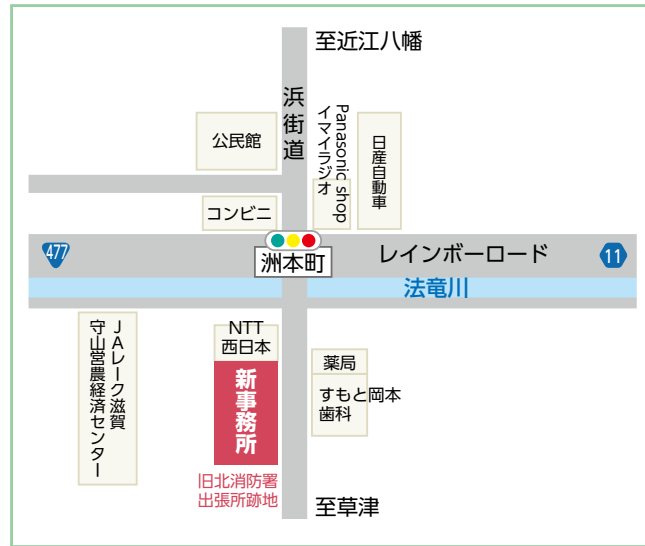 至近江八幡
浜街道
公民館
Panasonic shop
イマイラジオ
日産自動車
コンビニ
477
洲本町
レインボーロード
11
法竜川
JAレーク滋賀
守山営農経済センター
NTT
西日本
新事務所
旧北消防署
出張所跡地
薬局
すもと岡本
歯科
至草津